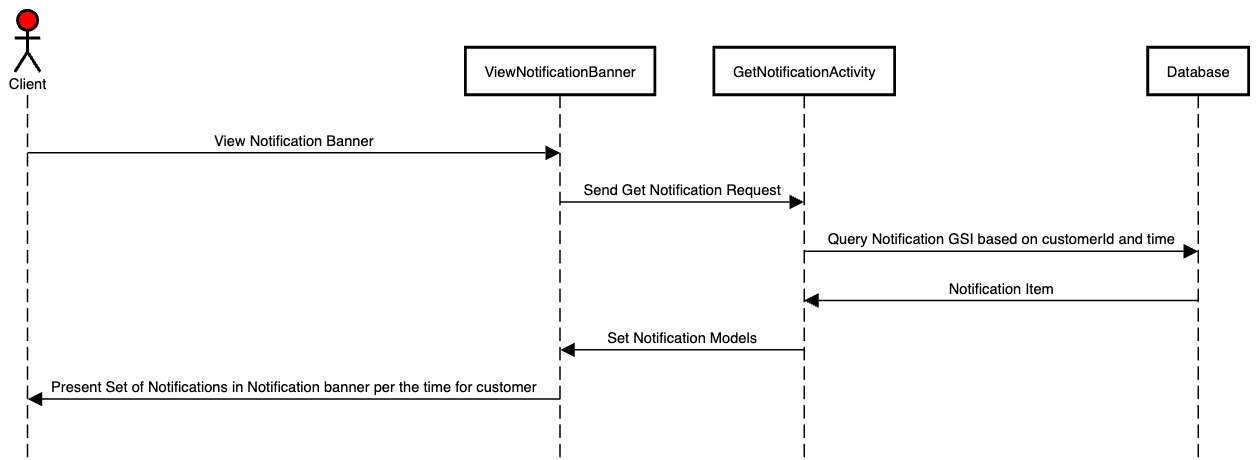 Client
ViewNotificationBanner
GetNotificationActivity
Database
View Notification Banner
Send Get Notification Request
Query Notification GSI based on customerId and time
Notification Item
Set Notification Models
Present Set of Notifications in Notification banner per the time for customer